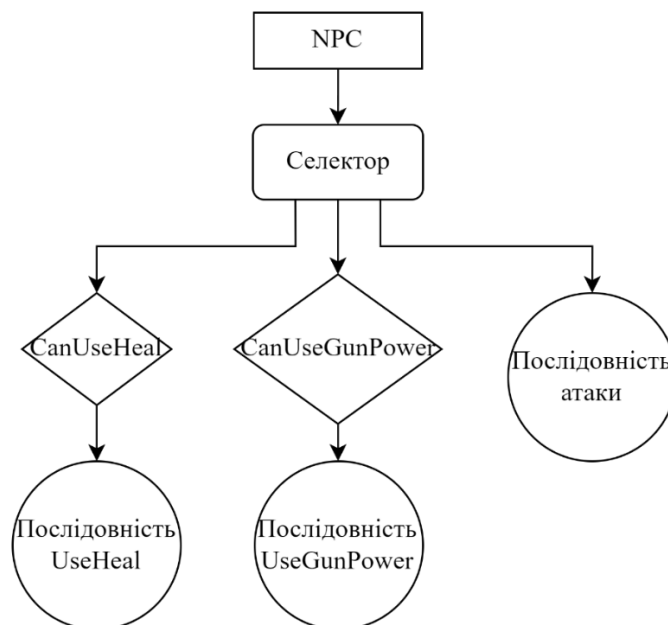 NPC
Селектор
CanUseHeal
CanUseGunPower
Послідовність
атаки
Послідовність
UseHeal
Послідовність
UseGunPower